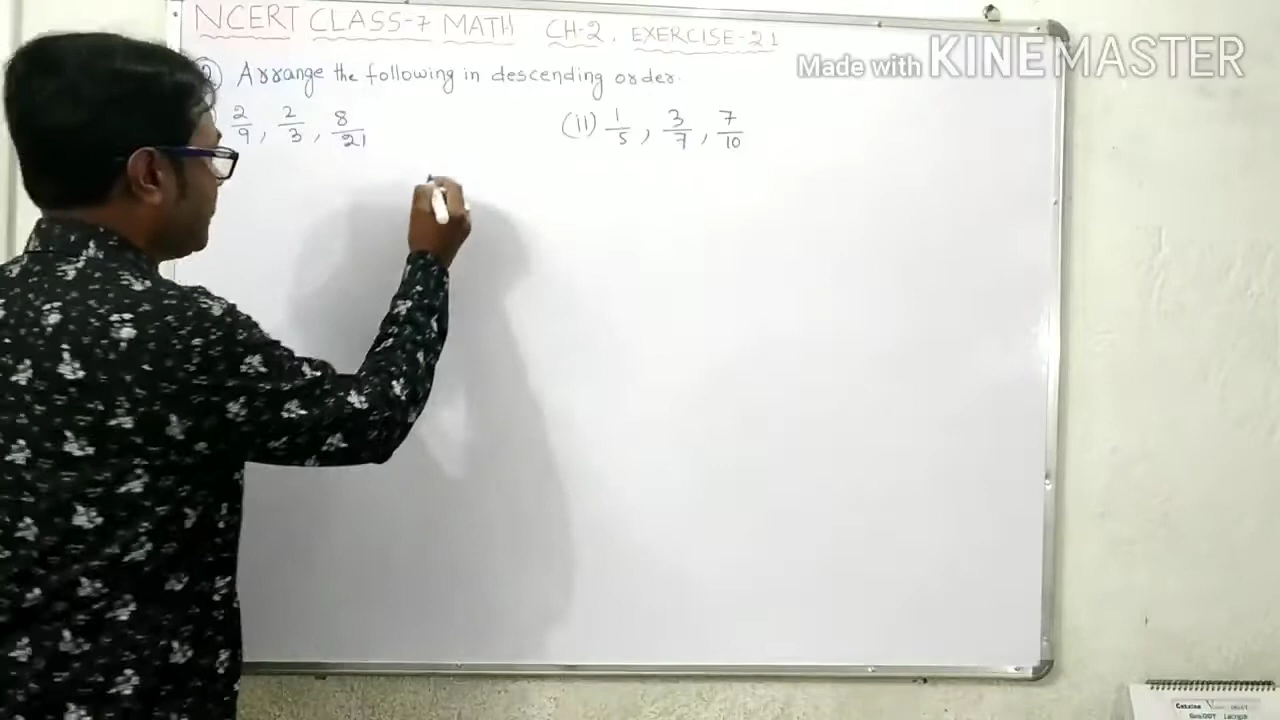 NCERT CLASS-7 MATH CH-2, EXERCISE-2.1
Made with KINEMASTER
2 Arrange the following in descending order.
2/9, 2/3, 8/21 (ii) 1/5, 3/7, 7/10